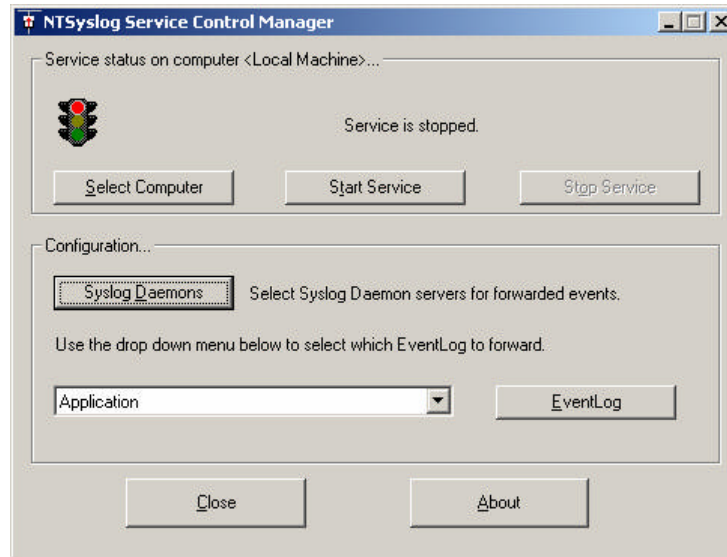 NTSyslog Service Control Manager
Service status on computer <Local Machine>...
Service is stopped.
Select Computer
Start Service
Stop Service
Configuration...
Syslog Daemons
Select Syslog Daemon servers for forwarded events.
Use the drop down menu below to select which EventLog to forward.
Application
EventLog
Close
About